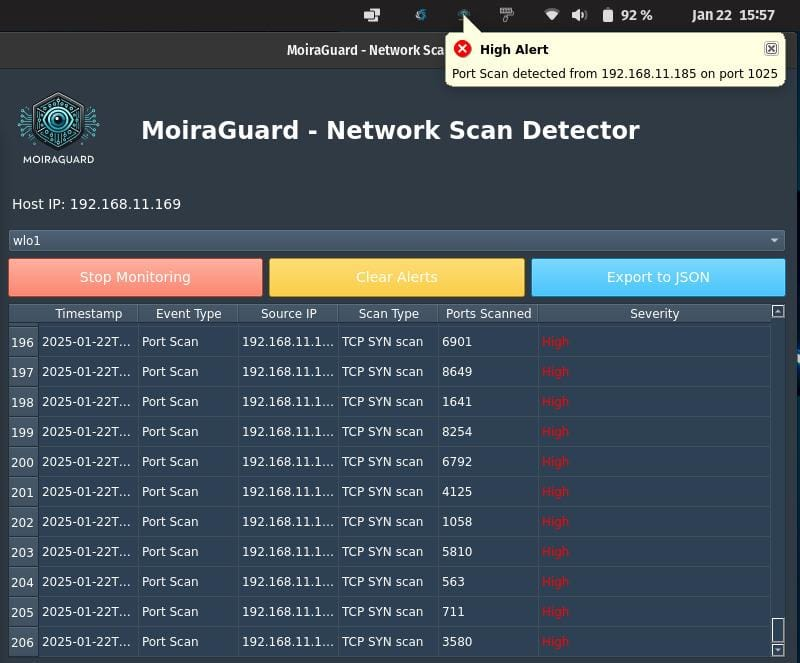 92 % Jan 22 15:57
MoiraGuard - Network Sca
High Alert
Port Scan detected from 192.168.11.185 on port 1025
MOIRAGUARD
MoiraGuard - Network Scan Detector
Host IP: 192.168.11.169
wlo1
Stop Monitoring Clear Alerts Export to JSON
Timestamp Event Type Source IP Scan Type Ports Scanned Severity
196 2025-01-22T... Port Scan 192.168.11.1... TCP SYN scan 6901 High
197 2025-01-22T... Port Scan 192.168.11.1... TCP SYN scan 8649 High
198 2025-01-22T... Port Scan 192.168.11.1... TCP SYN scan 1641 High
199 2025-01-22T... Port Scan 192.168.11.1... TCP SYN scan 8254 High
200 2025-01-22T... Port Scan 192.168.11.1... TCP SYN scan 6792 High
201 2025-01-22T... Port Scan 192.168.11.1... TCP SYN scan 4125 High
202 2025-01-22T... Port Scan 192.168.11.1... TCP SYN scan 1058 High
203 2025-01-22T... Port Scan 192.168.11.1... TCP SYN scan 5810 High
204 2025-01-22T... Port Scan 192.168.11.1... TCP SYN scan 563 High
205 2025-01-22T... Port Scan 192.168.11.1... TCP SYN scan 711 High
206 2025-01-22T... Port Scan 192.168.11.1... TCP SYN scan 3580 High